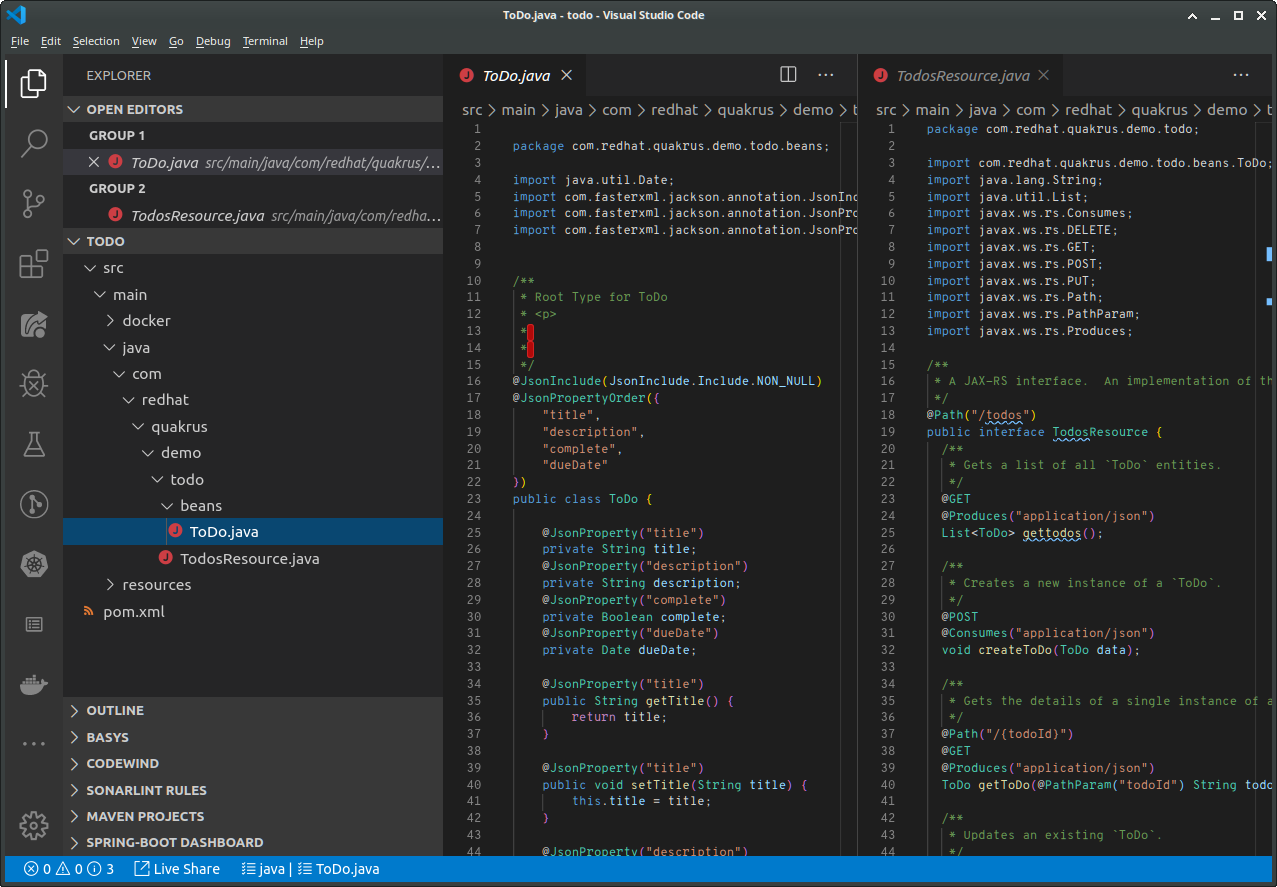 ToDo.java - todo - Visual Studio Code
File Edit Selection View Go Debug Terminal Help
EXPLORER
OPEN EDITORS
GROUP 1
ToDo.java src/main/java/com/redhat/quakrus/...
GROUP 2
TodosResource.java src/main/java/com/redha...
TODO
src
main
docker
java
com
redhat
quakrus
demo
todo
beans
ToDo.java
TodosResource.java
resources
pom.xml
OUTLINE
BASYS
CODEWIND
SONARLINT RULES
MAVEN PROJECTS
SPRING-BOOT DASHBOARD
ToDo.java
src > main > java > com > redhat > quakrus > demo > t
1
2 package com.redhat.quakrus.demo.todo.beans;
3
4 import java.util.Date;
5 import com.fasterxml.jackson.annotation.JsonInc
6 import com.fasterxml.jackson.annotation.JsonPro
7 import com.fasterxml.jackson.annotation.JsonPro
8
9
10 /**
11 * Root Type for ToDo
12 * <p>
13 *
14 *
15 */
16 @JsonInclude(JsonInclude.Include.NON_NULL)
17 @JsonPropertyOrder({
18 "title",
19 "description",
20 "complete",
21 "dueDate"
22 })
23 public class ToDo {
24
25 @JsonProperty("title")
26 private String title;
27 @JsonProperty("description")
28 private String description;
29 @JsonProperty("complete")
30 private Boolean complete;
31 @JsonProperty("dueDate")
32 private Date dueDate;
33
34 @JsonProperty("title")
35 public String getTitle() {
36 return title;
37 }
38
39 @JsonProperty("title")
40 public void setTitle(String title) {
41 this.title = title;
42 }
43
44 @JsonProperty("description")
TodosResource.java
src > main > java > com > redhat > quakrus > demo > t
1 package com.redhat.quakrus.demo.todo;
2
3 import com.redhat.quakrus.demo.todo.beans.ToDo;
4 import java.lang.String;
5 import java.util.List;
6 import javax.ws.rs.Consumes;
7 import javax.ws.rs.DELETE;
8 import javax.ws.rs.GET;
9 import javax.ws.rs.POST;
10 import javax.ws.rs.PUT;
11 import javax.ws.rs.Path;
12 import javax.ws.rs.PathParam;
13 import javax.ws.rs.Produces;
14
15 /**
16 * A JAX-RS interface. An implementation of th
17 */
18 @Path("/todos")
19 public interface TodosResource {
20 /**
21 * Gets a list of all `ToDo` entities.
22 */
23 @GET
24 @Produces("application/json")
25 List<ToDo> gettodos();
26
27 /**
28 * Creates a new instance of a `ToDo`.
29 */
30 @POST
31 @Consumes("application/json")
32 void createToDo(ToDo data);
33
34 /**
35 * Gets the details of a single instance of a
36 */
37 @Path("/{todoId}")
38 @GET
39 @Produces("application/json")
40 ToDo getToDo(@PathParam("todoId") String todo
41
42 /**
43 * Updates an existing `ToDo`.
44 */
0 0 3 Live Share java | ToDo.java